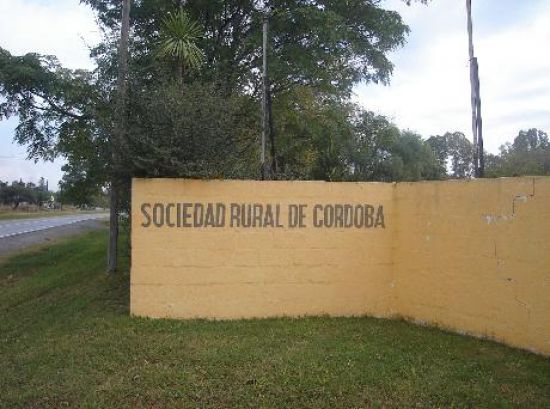 SOCIEDAD RURAL DE CORDOBA